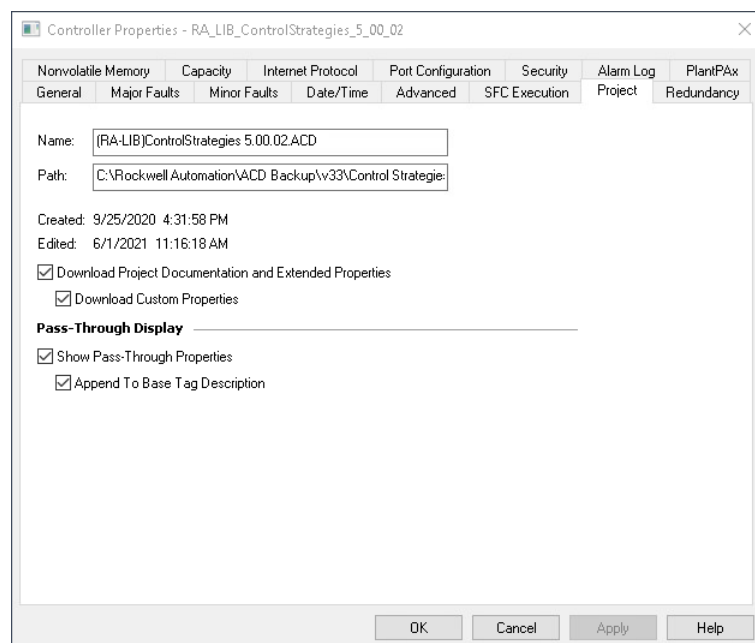 Controller Properties - RA_LIB_ControlStrategies_5_00_02
Nonvolatile Memory Capacity Internet Protocol Port Configuration Security Alarm Log PlantPAx
General Major Faults Minor Faults Date/Time Advanced SFC Execution Project Redundancy
Name: (RA-LIB)ControlStrategies 5.00.02.ACD
Path: C:\Rockwell Automation\ACD Backup\v33\Control Strategie
Created: 9/25/2020 4:31:58 PM
Edited: 6/1/2021 11:16:18 AM
Download Project Documentation and Extended Properties
Download Custom Properties
Pass-Through Display
Show Pass-Through Properties
Append To Base Tag Description
OK Cancel Apply Help